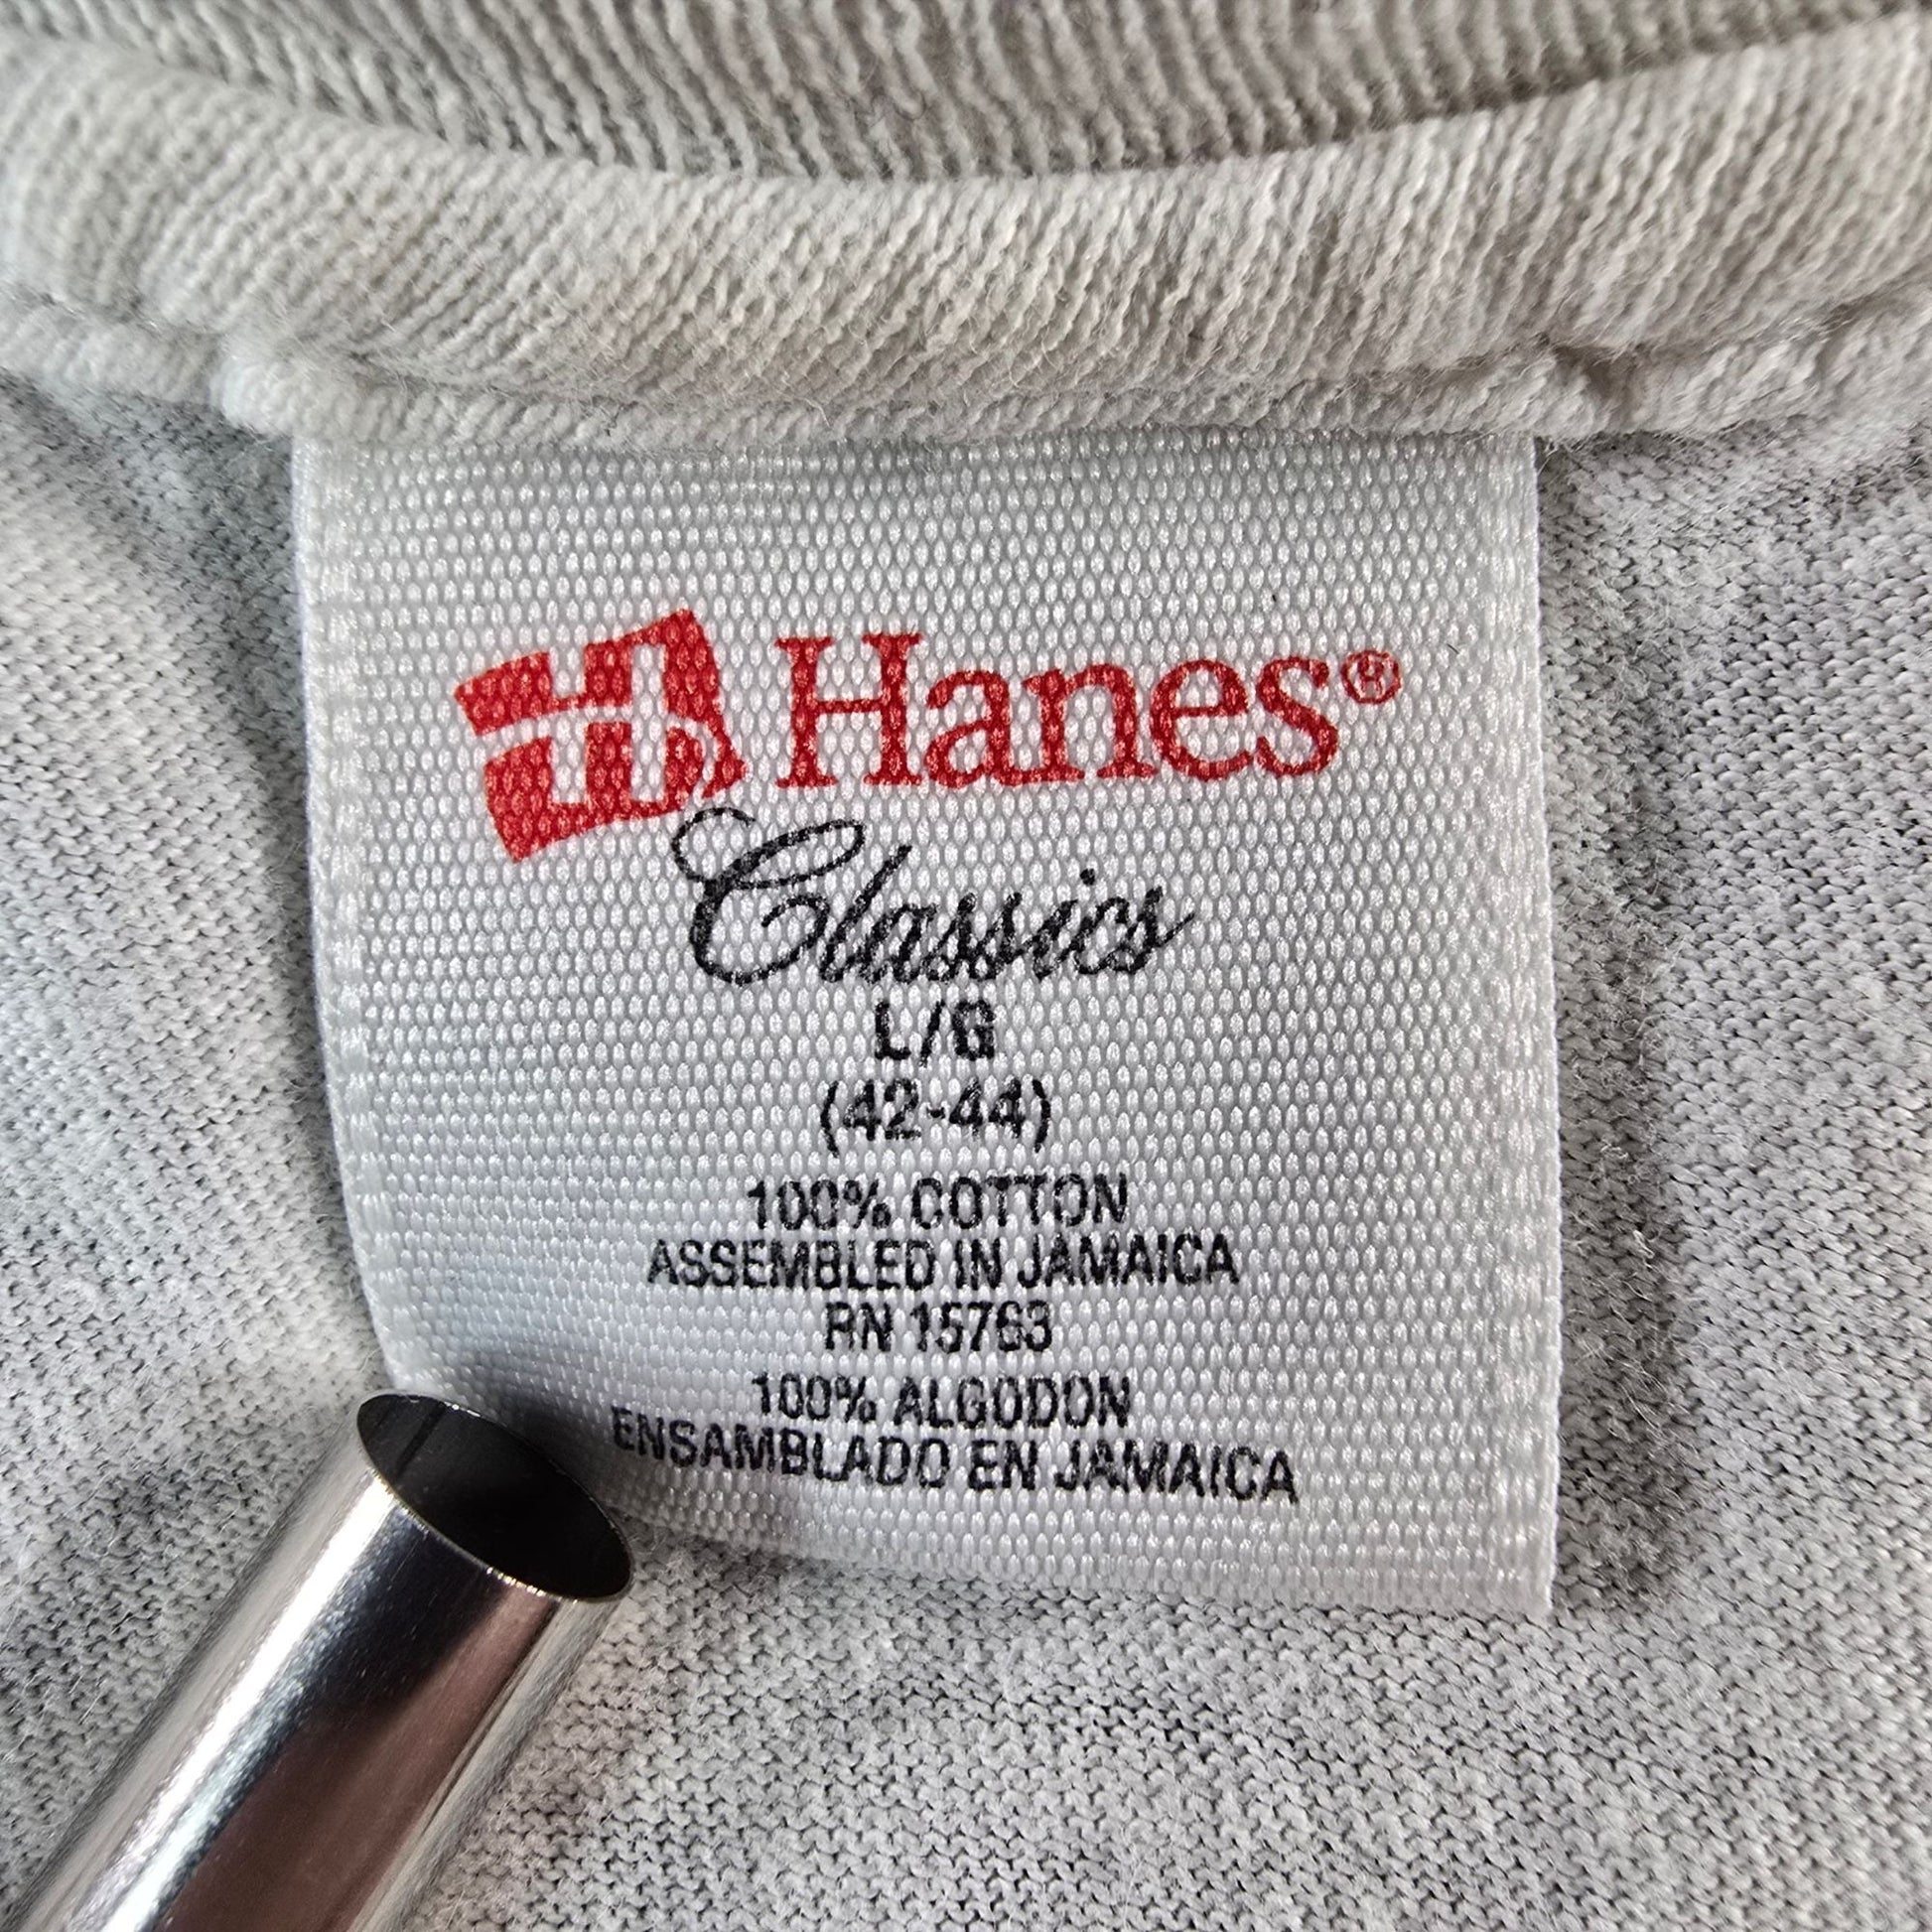 Hanes®
Classics
L/G
(42-44)
100% COTTON
ASSEMBLED IN JAMAICA
RN 15763
100% ALGODON
ENSAMBLADO EN JAMAICA